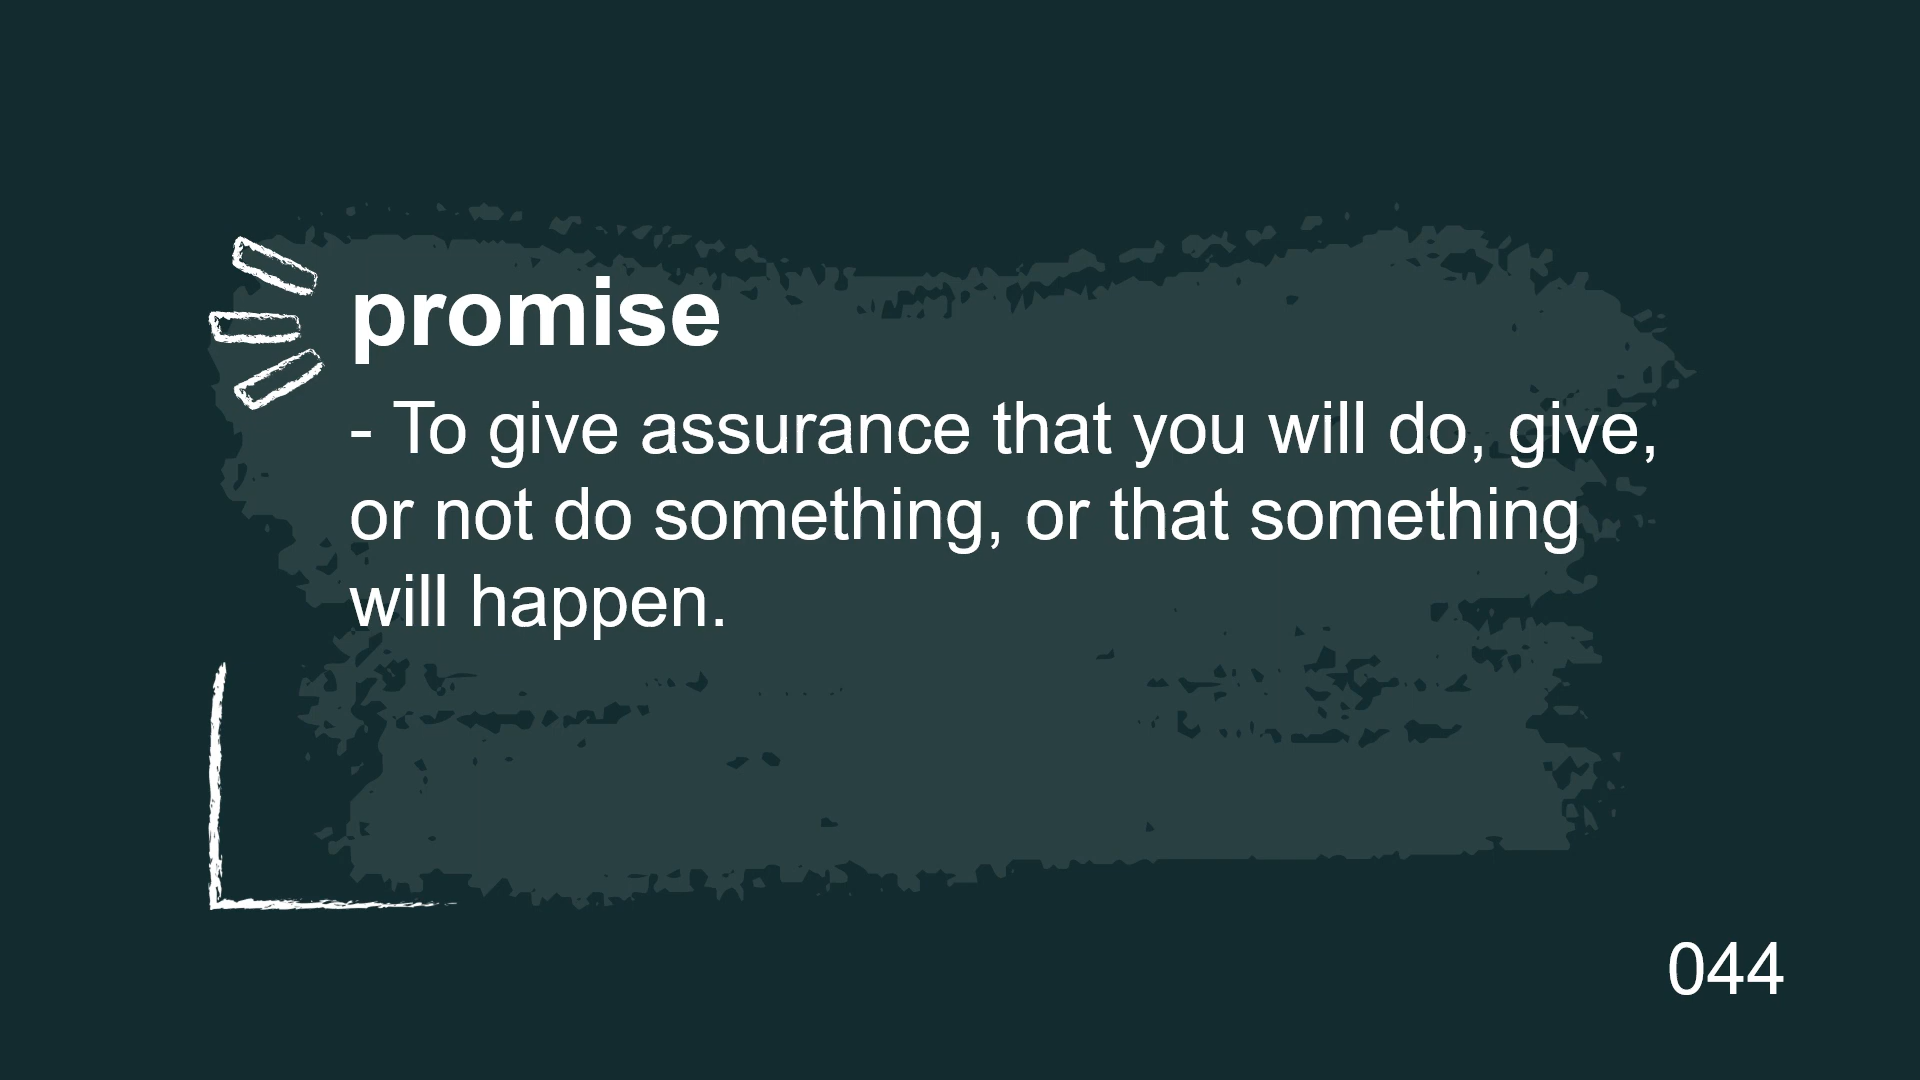 promise
- To give assurance that you will do, give,
or not do something, or that something
will happen.
044